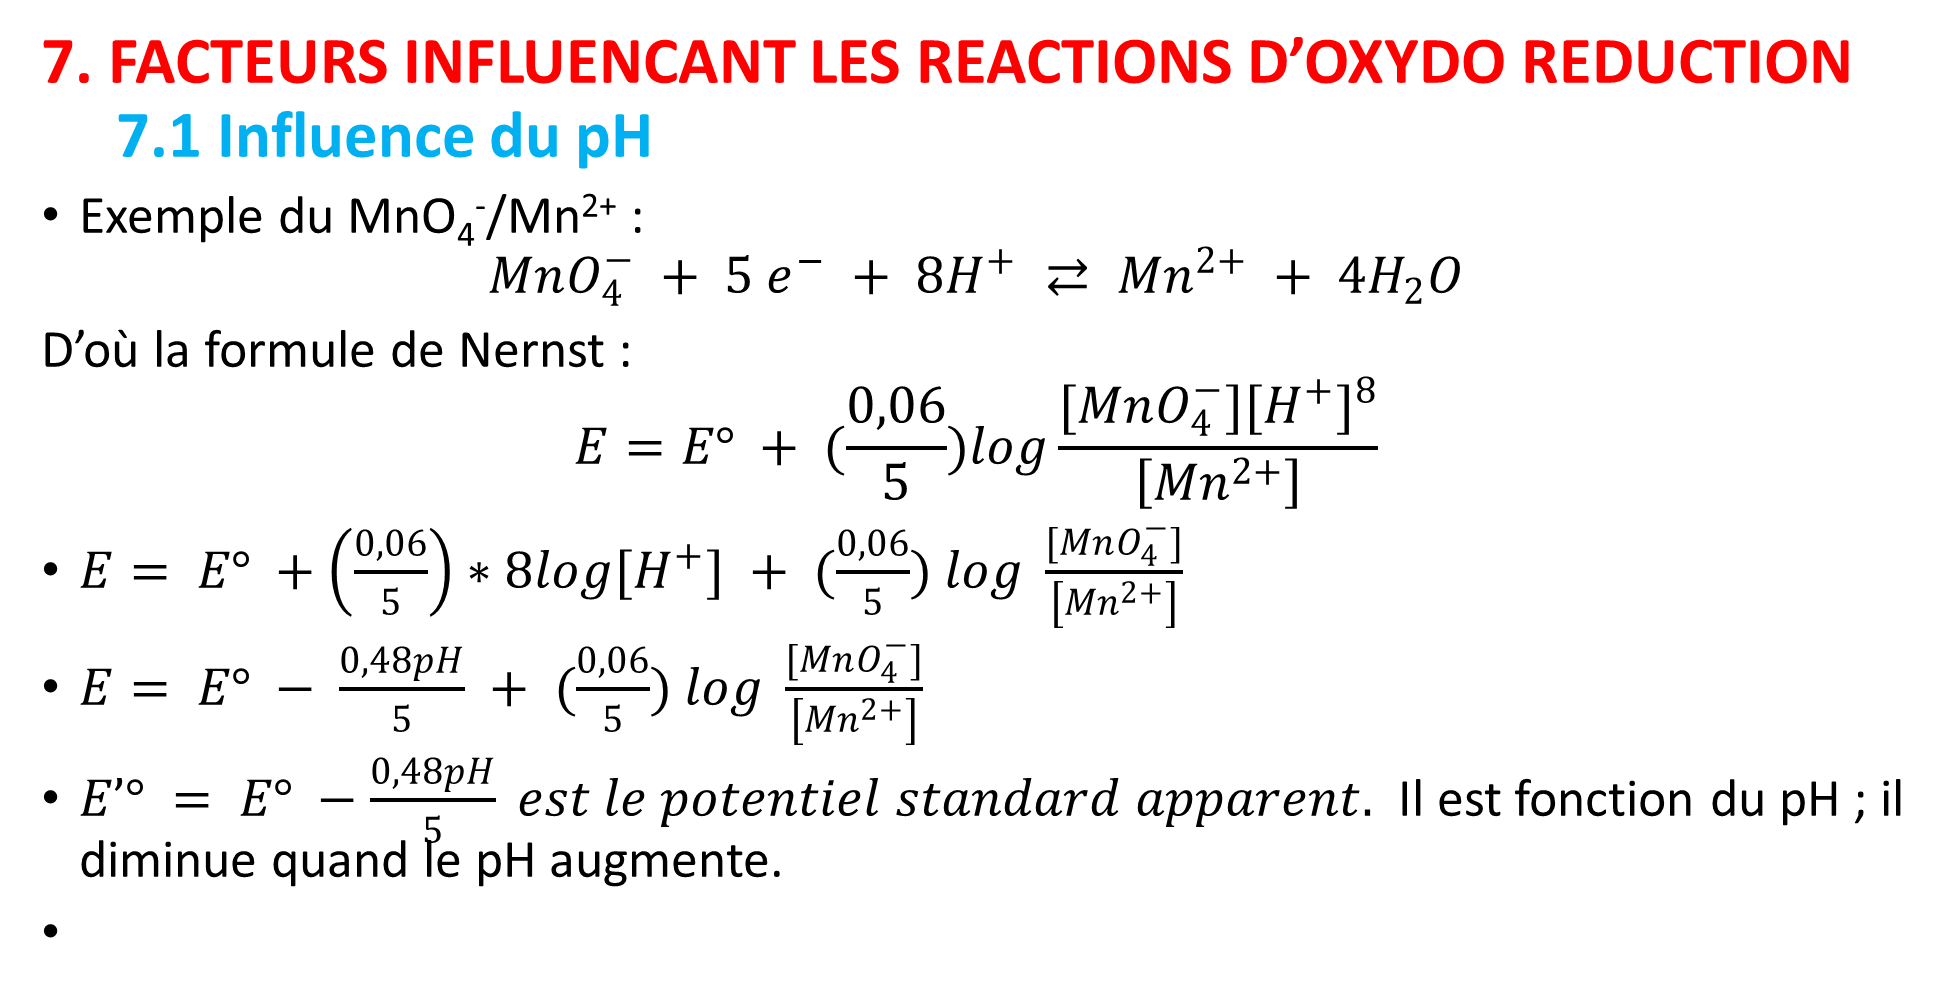 7. FACTEURS INFLUENCANT LES REACTIONS D’OXYDO REDUCTION
7.1 Influence du pH
• Exemple du MnO₄⁻/Mn²⁺ :
MnO₄⁻ + 5 e⁻ + 8H⁺ ⇄ Mn²⁺ + 4H₂O
D’où la formule de Nernst :
E = E° + (0,06/5)log [MnO₄⁻][H⁺]⁸/[Mn²⁺]
• E = E° + (0,06/5) * 8log[H⁺] + (0,06/5) log [MnO₄⁻]/[Mn²⁺]
• E = E° − 0,48pH/5 + (0,06/5) log [MnO₄⁻]/[Mn²⁺]
• E’° = E° − 0,48pH/5 est le potentiel standard apparent. Il est fonction du pH ; il
diminue quand le pH augmente.
•